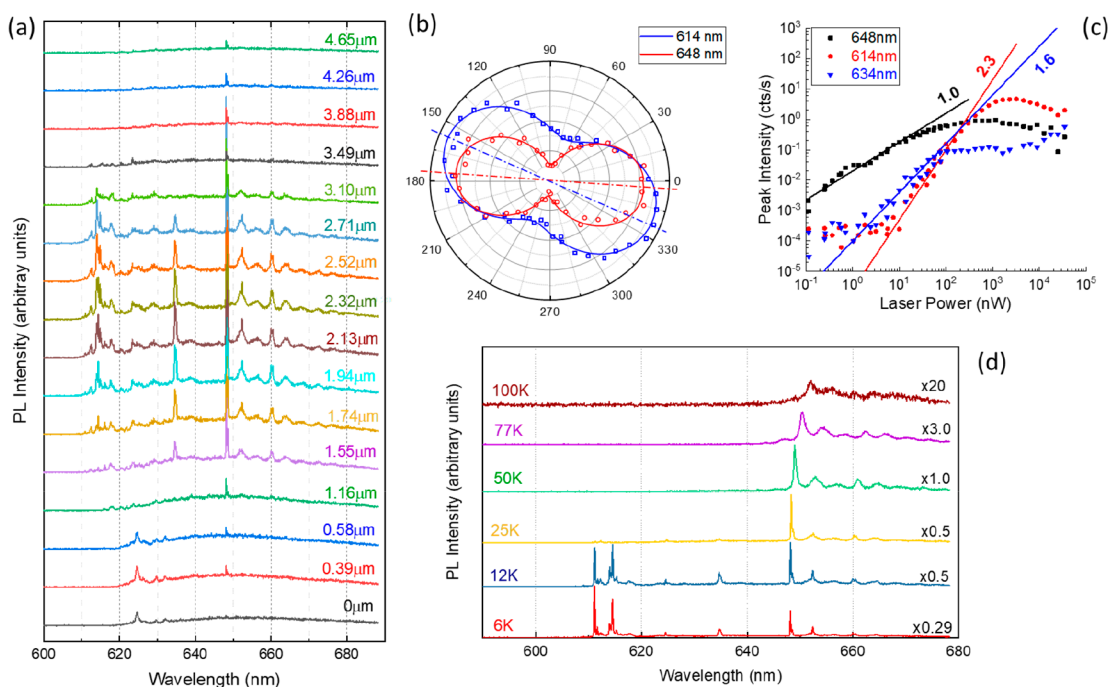 (a)
4.65μm
4.26μm
3.88μm
3.49μm
3.10μm
2.71μm
2.52μm
2.32μm
2.13μm
1.94μm
1.74μm
1.55μm
1.16μm
0.58μm
0.39μm
0μm
PL Intensity (arbitray units)
600 620 640 660 680
Wavelength (nm)
(b)
614 nm
648 nm
90
120 60
150 30
180 0
210 330
240 300
270
(c)
648nm
614nm
634nm
1.0
2.3
1.6
10³
10²
10¹
10⁰
10⁻¹
10⁻²
10⁻³
10⁻⁴
10⁻⁵
Peak Intensity (cts/s)
10⁻¹ 10⁰ 10¹ 10² 10³ 10⁴ 10⁵
Laser Power (nW)
(d)
100K x20
77K x3.0
50K x1.0
25K x0.5
12K x0.5
6K x0.29
PL Intensity (arbitrary units)
600 620 640 660 680
Wavelength (nm)